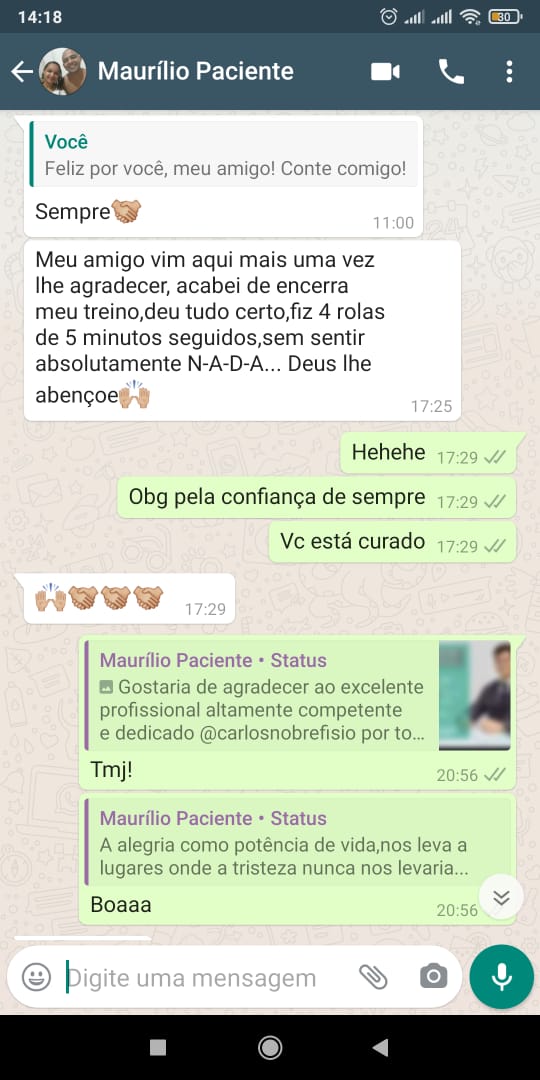 14:18
30
Maurílio Paciente
Você
Feliz por você, meu amigo! Conte comigo!
Sempre🤝🏼
11:00
Meu amigo vim aqui mais uma vez
lhe agradecer, acabei de encerra
meu treino,deu tudo certo,fiz 4 rolas
de 5 minutos seguidos,sem sentir
absolutamente N-A-D-A... Deus lhe
abençoe🙌🏼
17:25
Hehehe 17:29
Obg pela confiança de sempre 17:29
Vc está curado 17:29
🙌🏼🤝🏼🤝🏼🤝🏼 17:29
Maurílio Paciente • Status
Gostaria de agradecer ao excelente
profissional altamente competente
e dedicado @carlosnobrefisio por to...
Tmj!
20:56
Maurílio Paciente • Status
A alegria como potência de vida,nos leva a
lugares onde a tristeza nunca nos levaria...
Boaaa
20:56
Digite uma mensagem